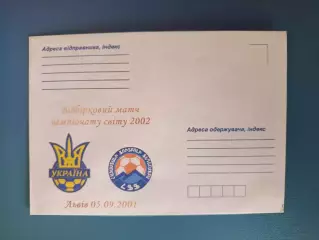 Адреса відправника, індекс
Відбірковий матч
чемпіонату світу 2002
Адреса одержувача, індекс
УКРАЇНА
Львів 05.09.2001